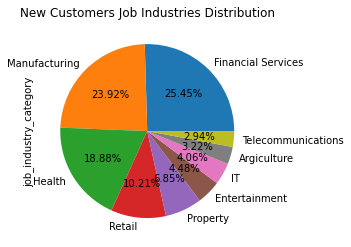 New Customers Job Industries Distribution
Manufacturing
Financial Services
23.92%
25.45%
job_industry_category
2.94%
Telecommunications
3.22%
Argiculture
18.88%
4.06%
IT
4.48%
Health
10.21%
6.85%
Entertainment
Property
Retail